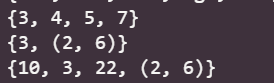 {3, 4, 5, 7}
{3, (2, 6)}
{10, 3, 22, (2, 6)}